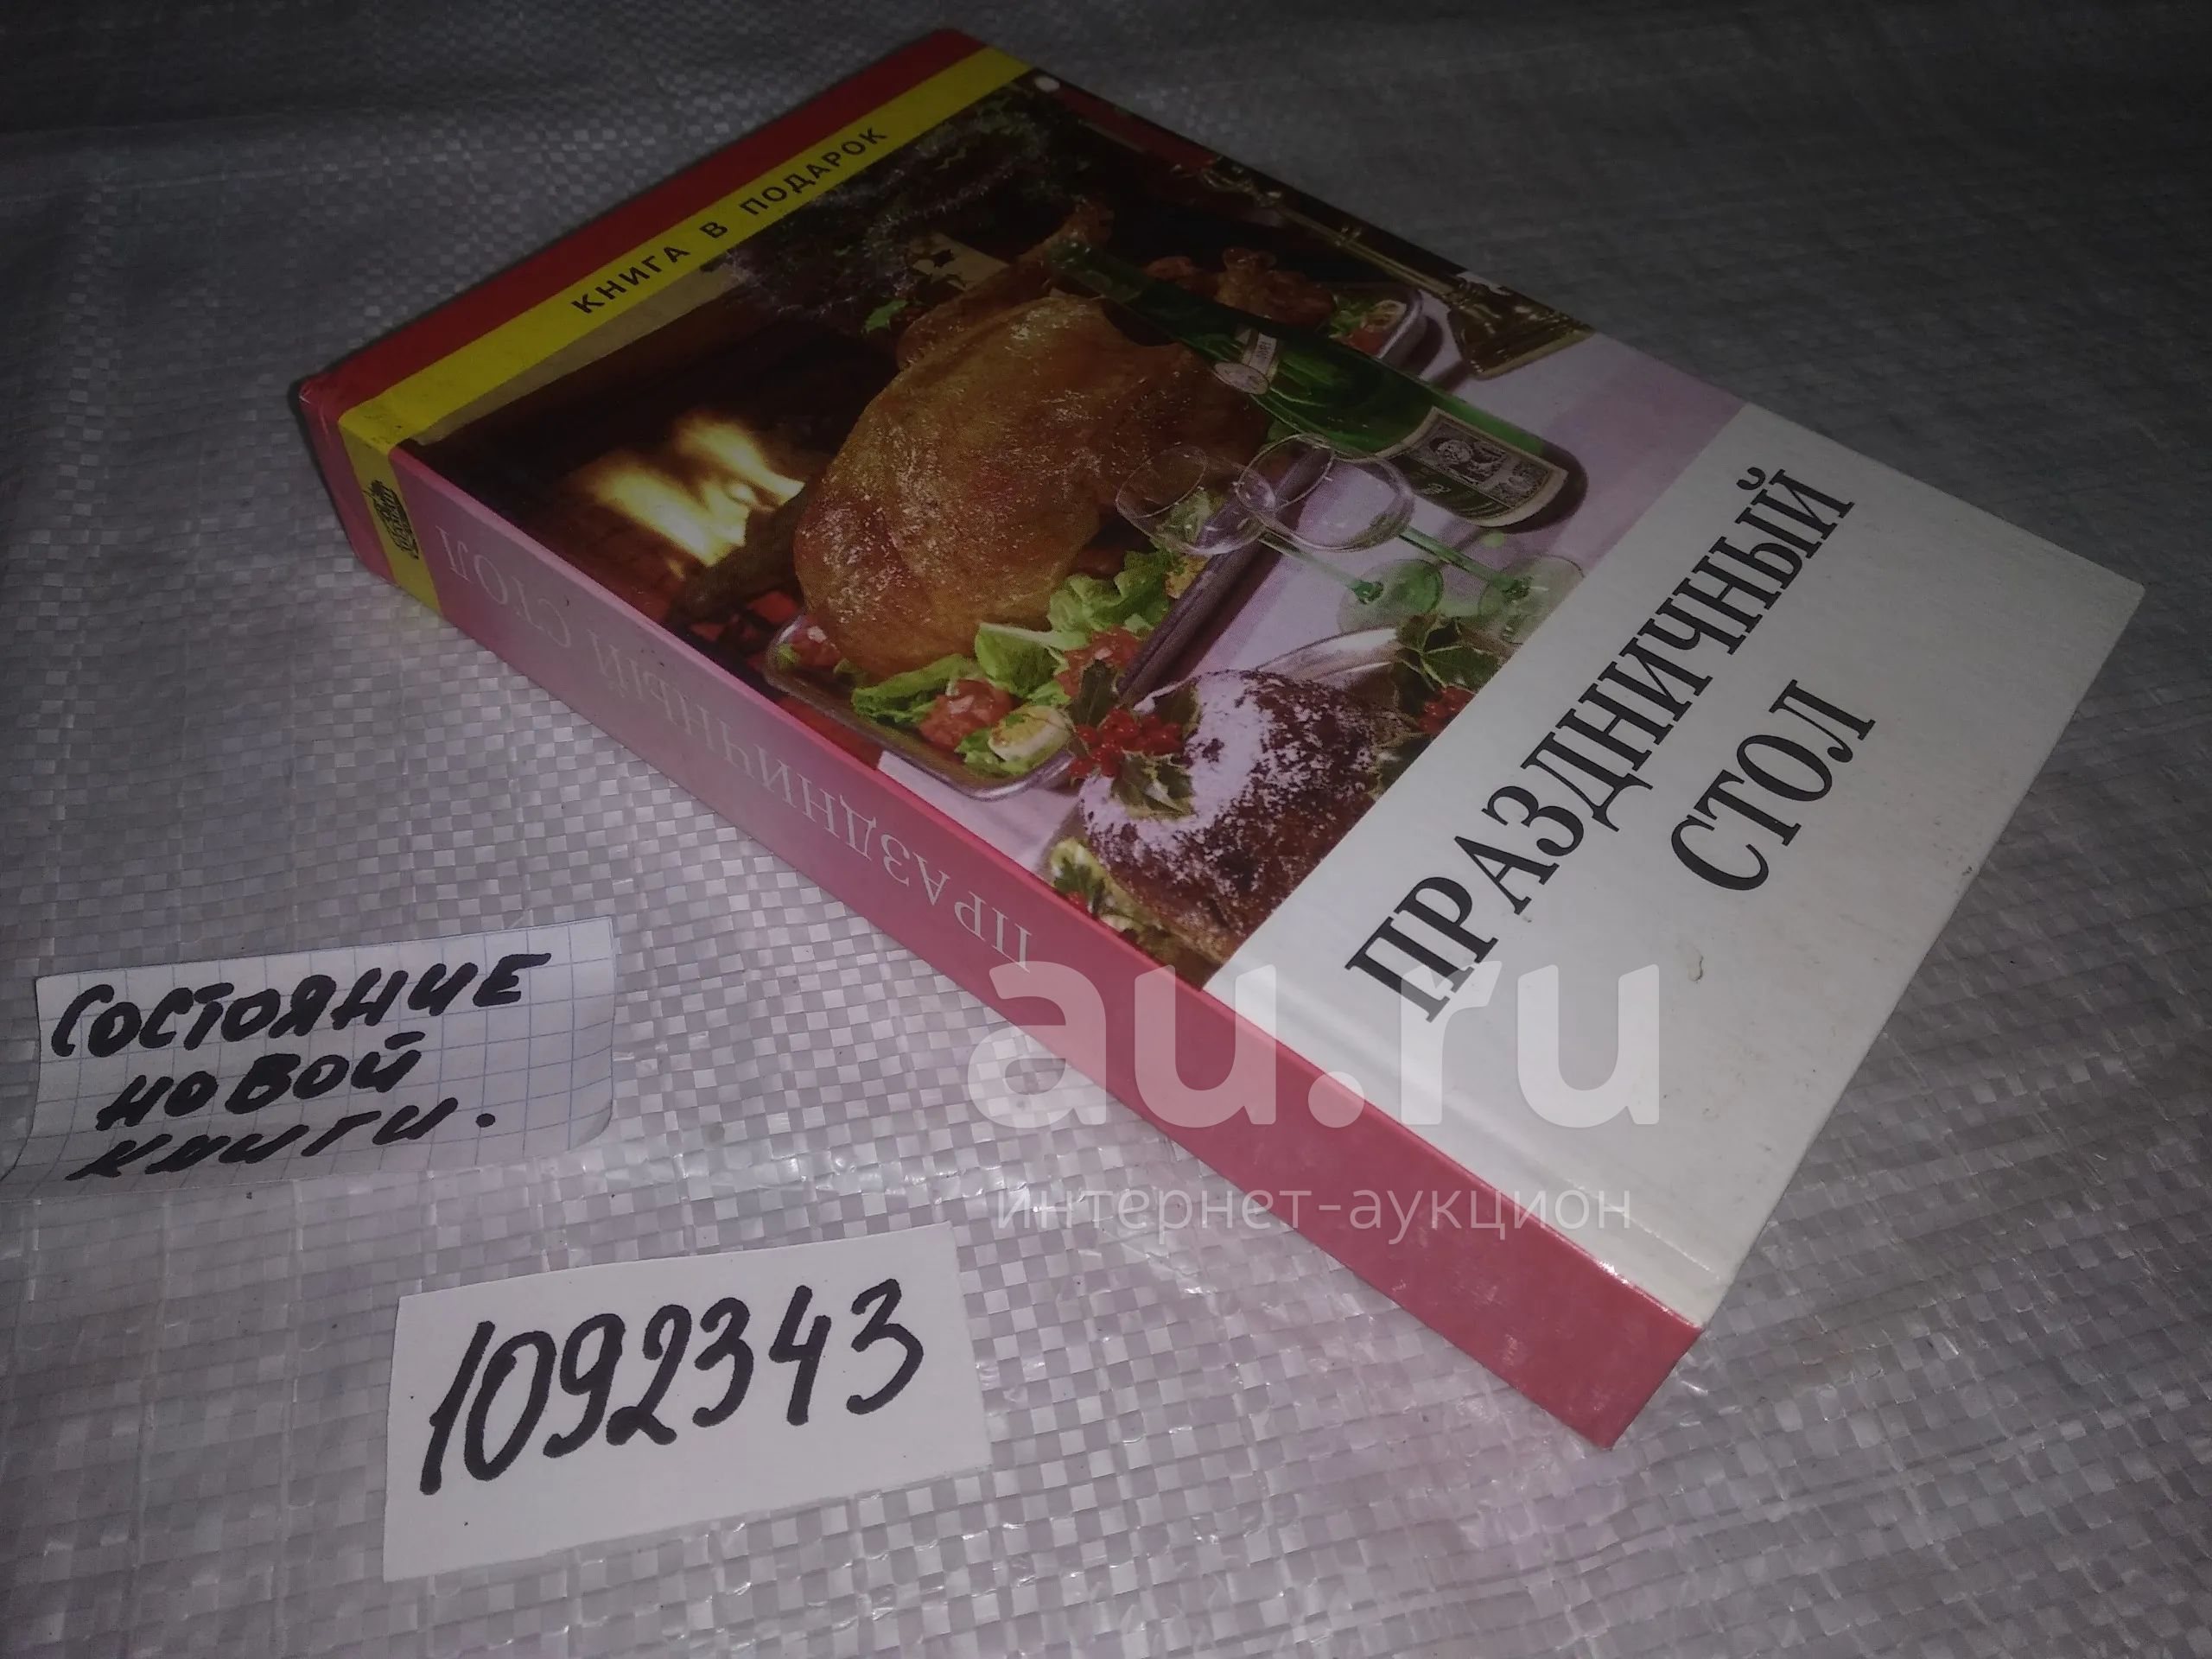 КНИГА В ПОДАРОК
ПРАЗДНИЧНЫЙ
СТОЛ
ПРАЗДНИЧНЫЙ СТОЛ
СОСТОЯНИЕ
НОВОЙ
КНИГИ.
1092343
au.ru
интернет-аукцион